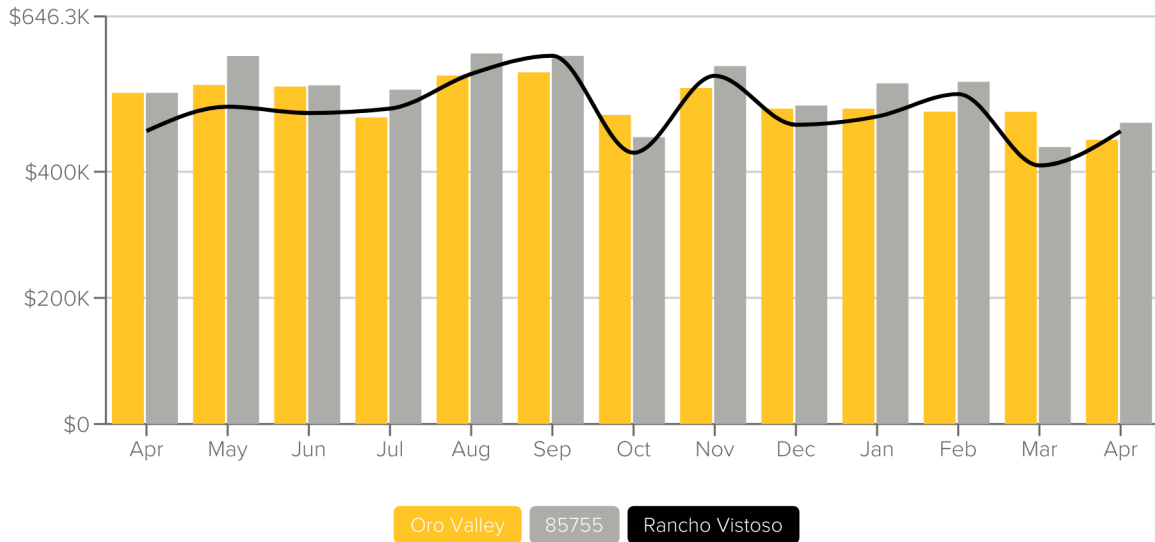 $646.3K
$400K
$200K
$0
Apr May Jun Jul Aug Sep Oct Nov Dec Jan Feb Mar Apr
Oro Valley 85755 Rancho Vistoso